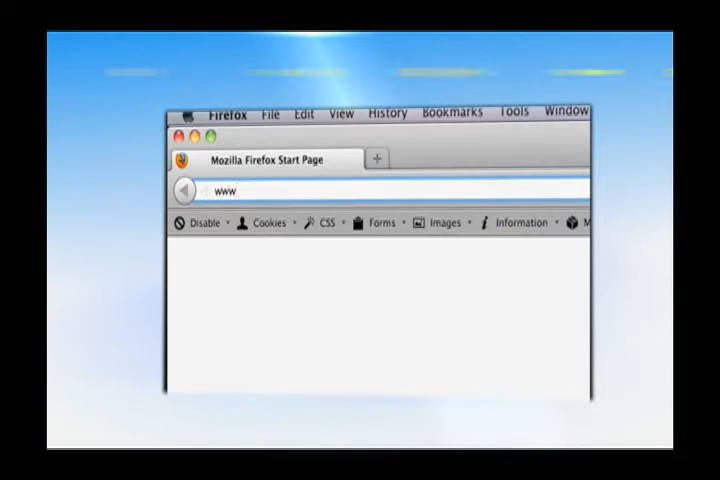 Firefox File Edit View History Bookmarks Tools Window
Mozilla Firefox Start Page
www
Disable Cookies CSS Forms Images Information